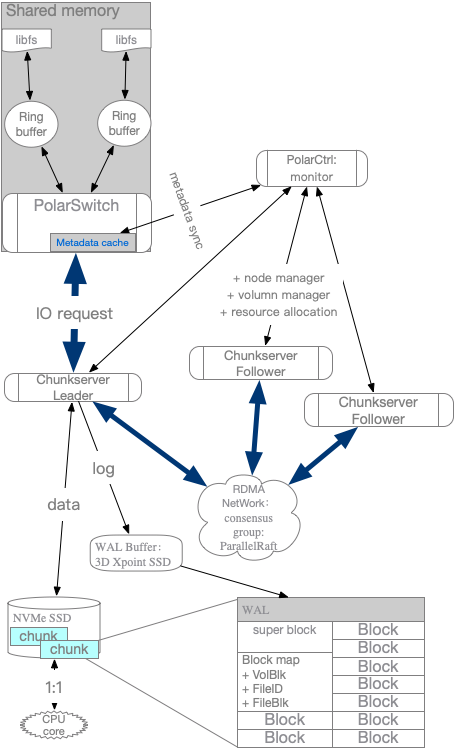 Shared memory
libfs
libfs
Ring
buffer
Ring
buffer
PolarSwitch
Metadata cache
metadata sync
PolarCtrl:
monitor
+ node manager
+ volumn manager
+ resource allocation
IO request
Chunkserver
Leader
Chunkserver
Follower
Chunkserver
Follower
log
data
RDMA
NetWork：
consensus
group:
ParallelRaft
WAL Buffer：
3D Xpoint SSD
NVMe SSD
chunk
chunk
1:1
CPU
core
WAL
super block
Block
Block
Block map
+ VolBlk
+ FileID
+ FileBlk
Block
Block
Block
Block
Block
Block
Block
Block